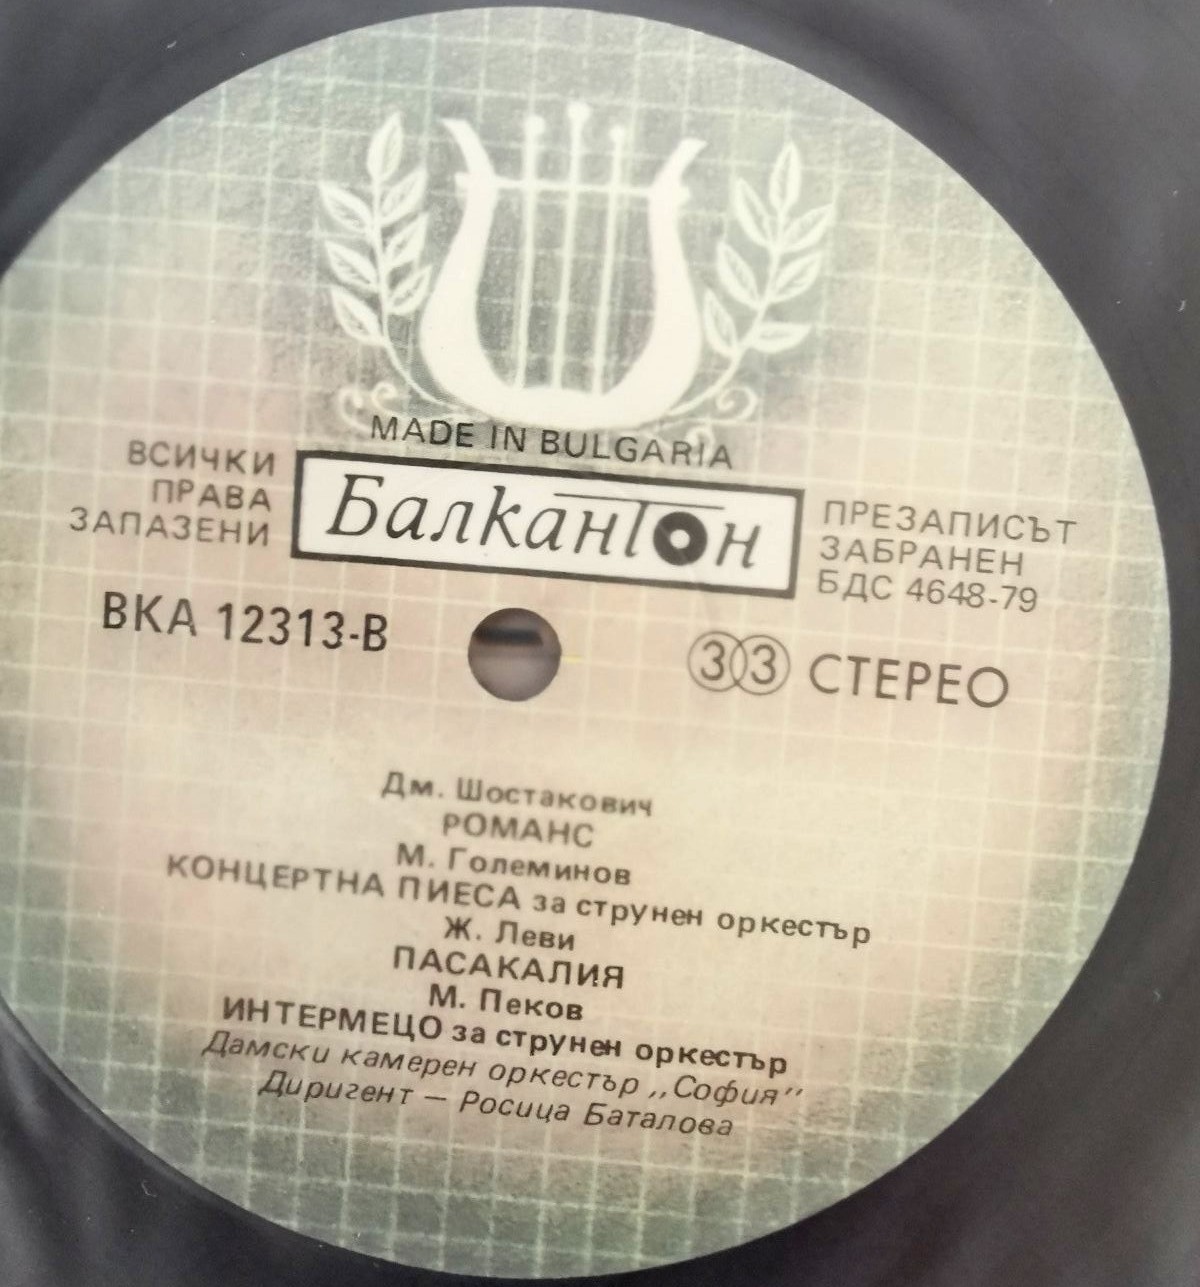 MADE IN BULGARIA
ВСИЧКИ
ПРАВА
ЗАПАЗЕНИ
Балкантон
ПРЕЗАПИСЪТ
ЗАБРАНЕН
БДС 4648-79
ВКА 12313-В
33 СТЕРЕО
Дм. Шостакович
РОМАНС
М. Големинов
КОНЦЕРТНА ПИЕСА за струнен оркестър
Ж. Леви
ПАСАКАЛИЯ
М. Пеков
ИНТЕРМЕЦО за струнен оркестър
Дамски камерен оркестър ,,София''
Диригент — Росица Баталова